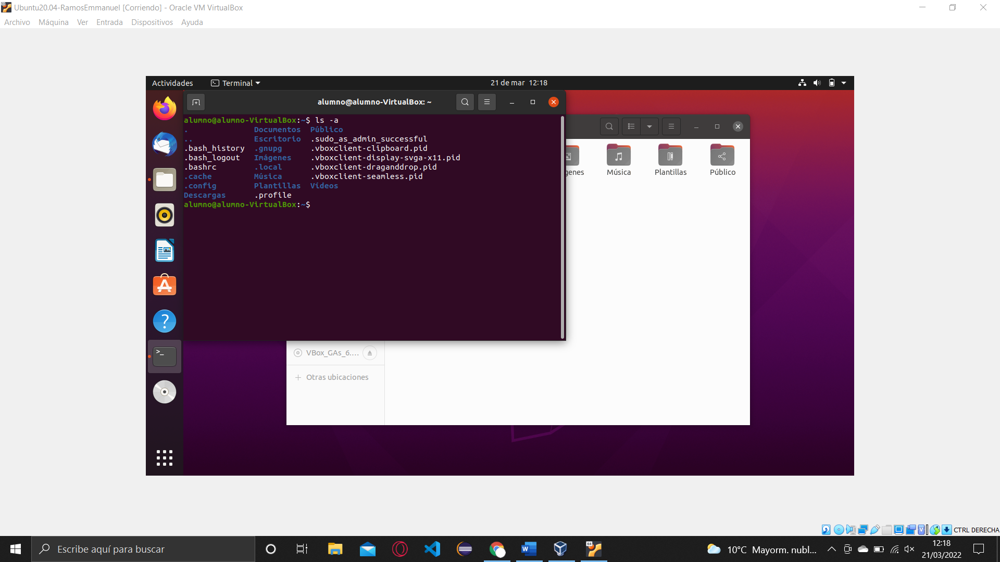 Ubuntu20.04-RamosEmmanuel [Corriendo] - Oracle VM VirtualBox
Archivo Máquina Ver Entrada Dispositivos Ayuda
Actividades Terminal 21 de mar 12:18
alumno@alumno-VirtualBox: ~
alumno@alumno-VirtualBox:~$ ls -a
. Documentos Público
.. Escritorio .sudo_as_admin_successful
.bash_history .gnupg .vboxclient-clipboard.pid
.bash_logout Imágenes .vboxclient-display-svga-x11.pid
.bashrc .local .vboxclient-draganddrop.pid
.cache Música .vboxclient-seamless.pid
.config Plantillas Vídeos
Descargas .profile
alumno@alumno-VirtualBox:~$
genes Música Plantillas Público
VBox_GAs_6....
Otras ubicaciones
CTRL DERECHA
Escribe aquí para buscar
10°C Mayorm. nubl...
12:18
21/03/2022